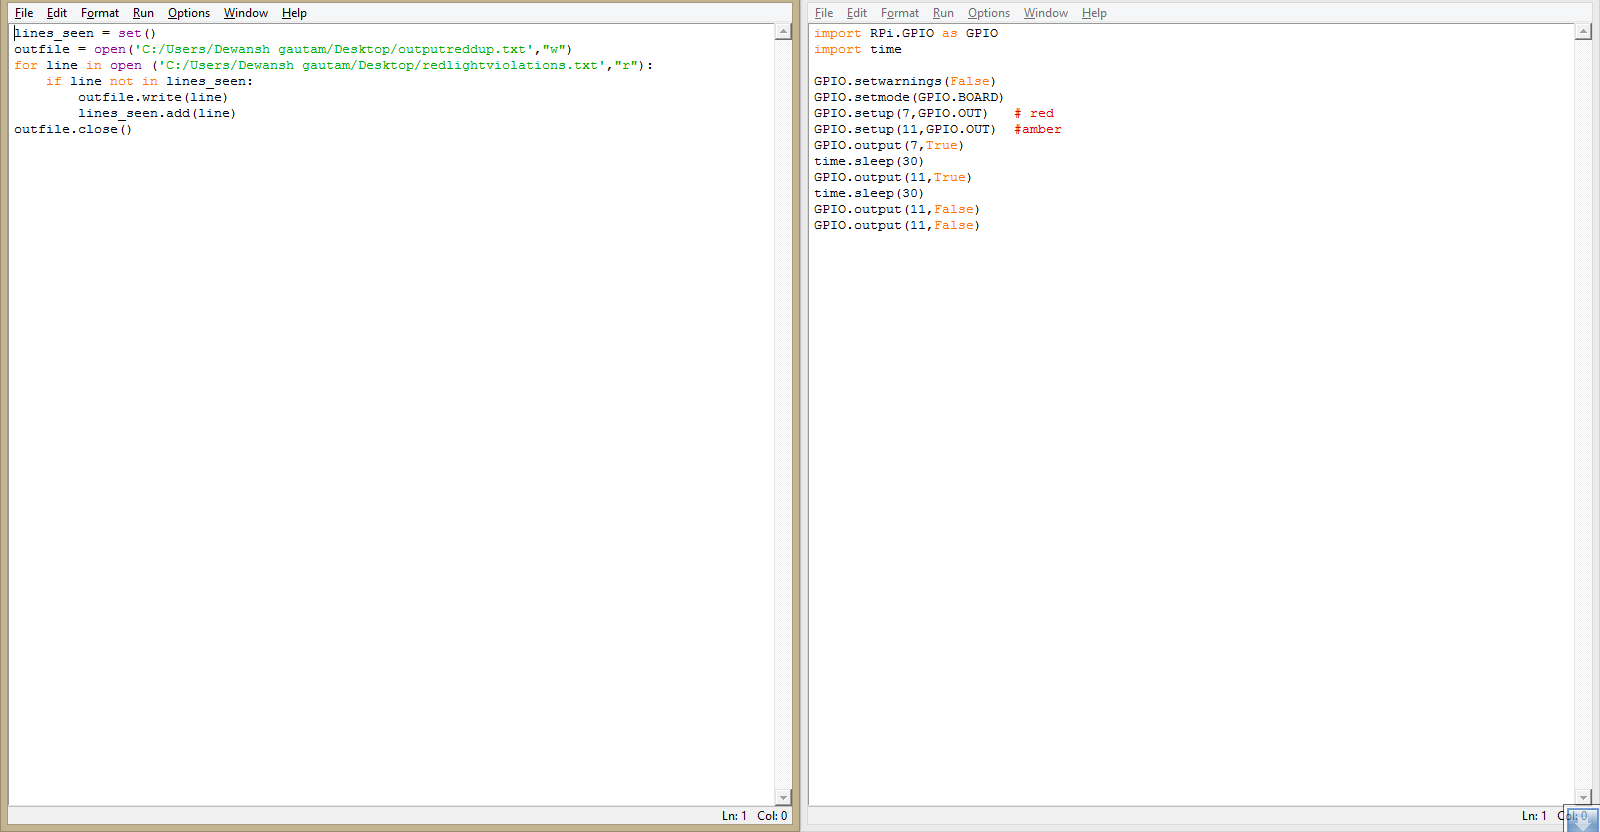 File Edit Format Run Options Window Help
lines_seen = set()
outfile = open('C:/Users/Dewansh gautam/Desktop/outputreddup.txt',"w")
for line in open ('C:/Users/Dewansh gautam/Desktop/redlightviolations.txt',"r"):
    if line not in lines_seen:
        outfile.write(line)
        lines_seen.add(line)
outfile.close()
Ln: 1 Col: 0
File Edit Format Run Options Window Help
import RPi.GPIO as GPIO
import time

GPIO.setwarnings(False)
GPIO.setmode(GPIO.BOARD)
GPIO.setup(7,GPIO.OUT)   # red
GPIO.setup(11,GPIO.OUT)  #amber
GPIO.output(7,True)
time.sleep(30)
GPIO.output(11,True)
time.sleep(30)
GPIO.output(11,False)
GPIO.output(11,False)
Ln: 1 Col: 0